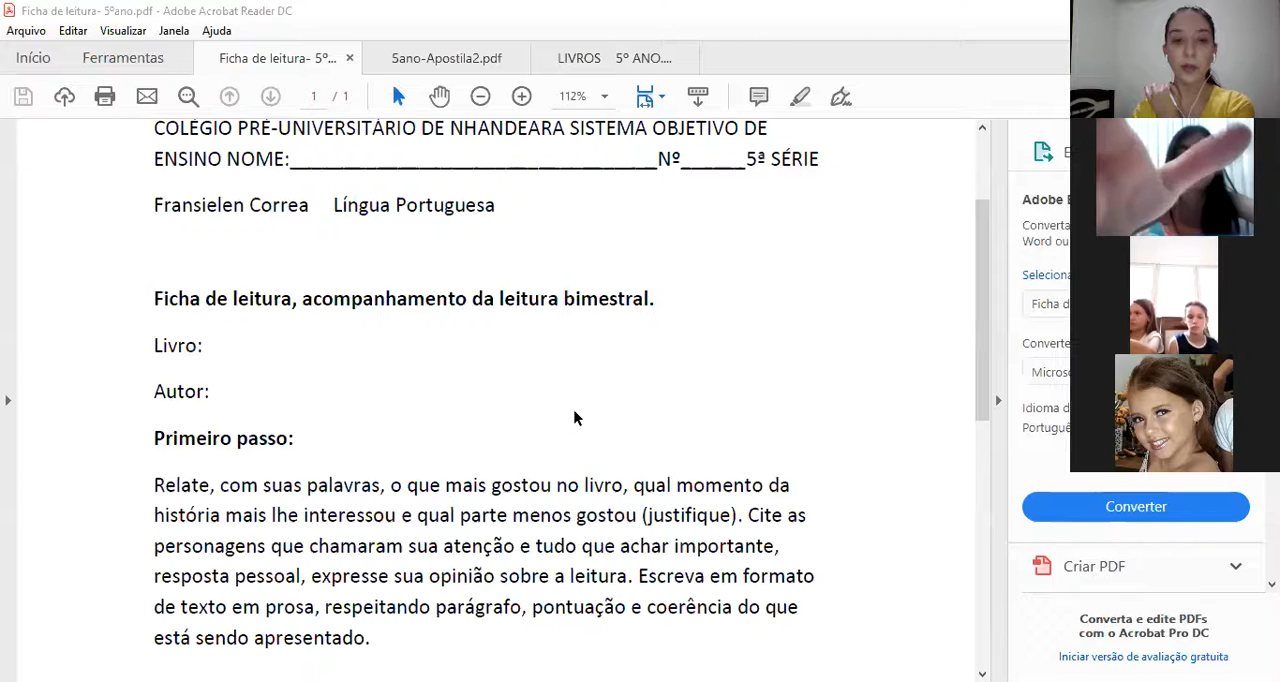 Ficha de leitura- 5ºano.pdf - Adobe Acrobat Reader DC
Arquivo Editar Visualizar Janela Ajuda
Início Ferramentas Ficha de leitura- 5º... × 5ano-Apostila2.pdf LIVROS 5º ANO....
1 / 1 112%
COLÉGIO PRÉ-UNIVERSITÁRIO DE NHANDEARA SISTEMA OBJETIVO DE
ENSINO NOME:___________________________________Nº______5ª SÉRIE
Fransielen Correa Língua Portuguesa
Ficha de leitura, acompanhamento da leitura bimestral.
Livro:
Autor:
Primeiro passo:
Relate, com suas palavras, o que mais gostou no livro, qual momento da
história mais lhe interessou e qual parte menos gostou (justifique). Cite as
personagens que chamaram sua atenção e tudo que achar importante,
resposta pessoal, expresse sua opinião sobre a leitura. Escreva em formato
de texto em prosa, respeitando parágrafo, pontuação e coerência do que
está sendo apresentado.
Adobe
Converta
Word ou
Seleciona
Ficha d
Converte
Micros
Idioma d
Portugu
Converter
Criar PDF
Converta e edite PDFs
com o Acrobat Pro DC
Iniciar versão de avaliação gratuita